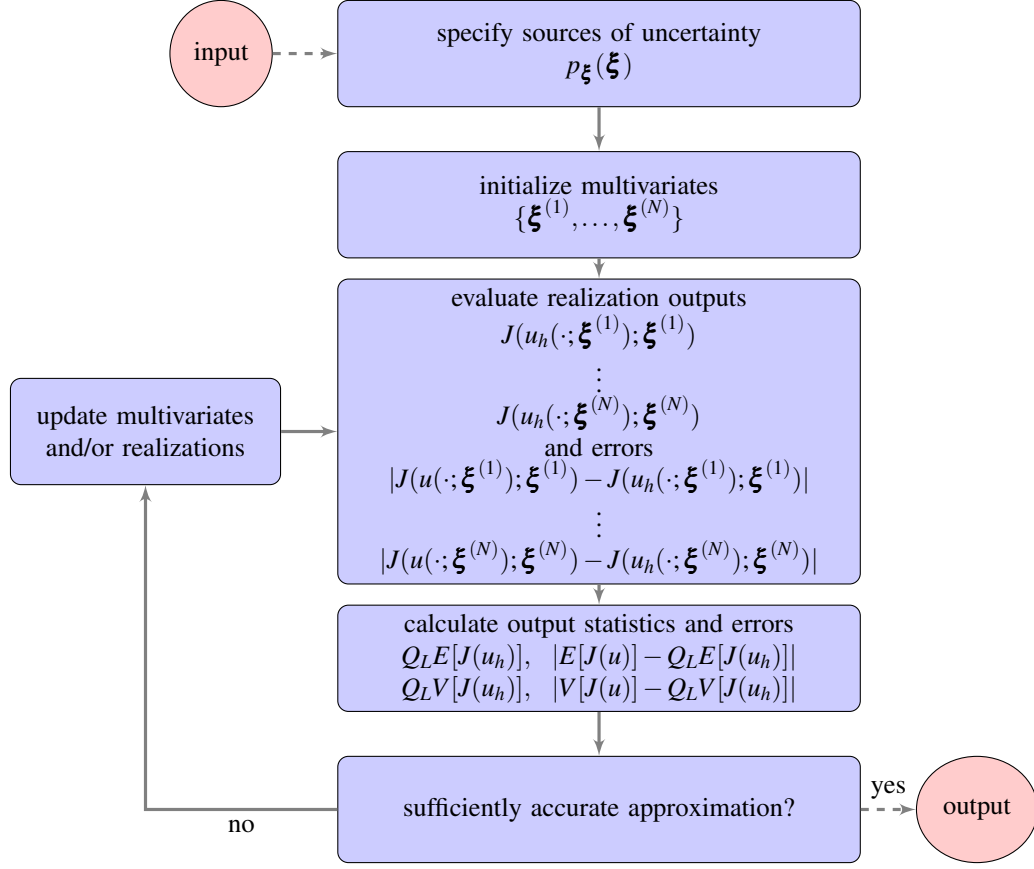 input
specify sources of uncertainty
p_𝛏(𝛏)
initialize multivariates
{𝛏^(1), …, 𝛏^(N)}
evaluate realization outputs
J(u_h(·;𝛏^(1));𝛏^(1))
⋮
J(u_h(·;𝛏^(N));𝛏^(N))
and errors
|J(u(·;𝛏^(1));𝛏^(1)) − J(u_h(·;𝛏^(1));𝛏^(1))|
⋮
|J(u(·;𝛏^(N));𝛏^(N)) − J(u_h(·;𝛏^(N));𝛏^(N))|
update multivariates
and/or realizations
calculate output statistics and errors
Q_L E[J(u_h)], |E[J(u)] − Q_L E[J(u_h)]|
Q_L V[J(u_h)], |V[J(u)] − Q_L V[J(u_h)]|
sufficiently accurate approximation?
yes
output
no